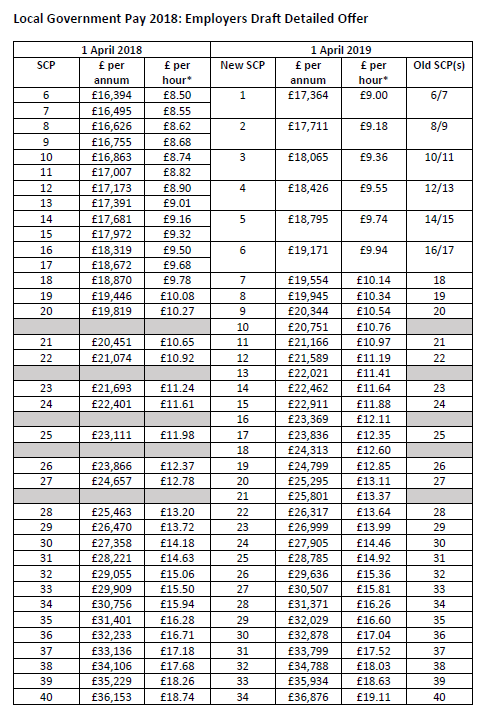 Local Government Pay 2018: Employers Draft Detailed Offer
1 April 2018 1 April 2019
SCP £ per annum £ per hour* New SCP £ per annum £ per hour* Old SCP(s)
6 £16,394 £8.50 1 £17,364 £9.00 6/7
7 £16,495 £8.55
8 £16,626 £8.62 2 £17,711 £9.18 8/9
9 £16,755 £8.68
10 £16,863 £8.74 3 £18,065 £9.36 10/11
11 £17,007 £8.82
12 £17,173 £8.90 4 £18,426 £9.55 12/13
13 £17,391 £9.01
14 £17,681 £9.16 5 £18,795 £9.74 14/15
15 £17,972 £9.32
16 £18,319 £9.50 6 £19,171 £9.94 16/17
17 £18,672 £9.68
18 £18,870 £9.78 7 £19,554 £10.14 18
19 £19,446 £10.08 8 £19,945 £10.34 19
20 £19,819 £10.27 9 £20,344 £10.54 20
10 £20,751 £10.76
21 £20,451 £10.65 11 £21,166 £10.97 21
22 £21,074 £10.92 12 £21,589 £11.19 22
13 £22,021 £11.41
23 £21,693 £11.24 14 £22,462 £11.64 23
24 £22,401 £11.61 15 £22,911 £11.88 24
16 £23,369 £12.11
25 £23,111 £11.98 17 £23,836 £12.35 25
18 £24,313 £12.60
26 £23,866 £12.37 19 £24,799 £12.85 26
27 £24,657 £12.78 20 £25,295 £13.11 27
21 £25,801 £13.37
28 £25,463 £13.20 22 £26,317 £13.64 28
29 £26,470 £13.72 23 £26,999 £13.99 29
30 £27,358 £14.18 24 £27,905 £14.46 30
31 £28,221 £14.63 25 £28,785 £14.92 31
32 £29,055 £15.06 26 £29,636 £15.36 32
33 £29,909 £15.50 27 £30,507 £15.81 33
34 £30,756 £15.94 28 £31,371 £16.26 34
35 £31,401 £16.28 29 £32,029 £16.60 35
36 £32,233 £16.71 30 £32,878 £17.04 36
37 £33,136 £17.18 31 £33,799 £17.52 37
38 £34,106 £17.68 32 £34,788 £18.03 38
39 £35,229 £18.26 33 £35,934 £18.63 39
40 £36,153 £18.74 34 £36,876 £19.11 40